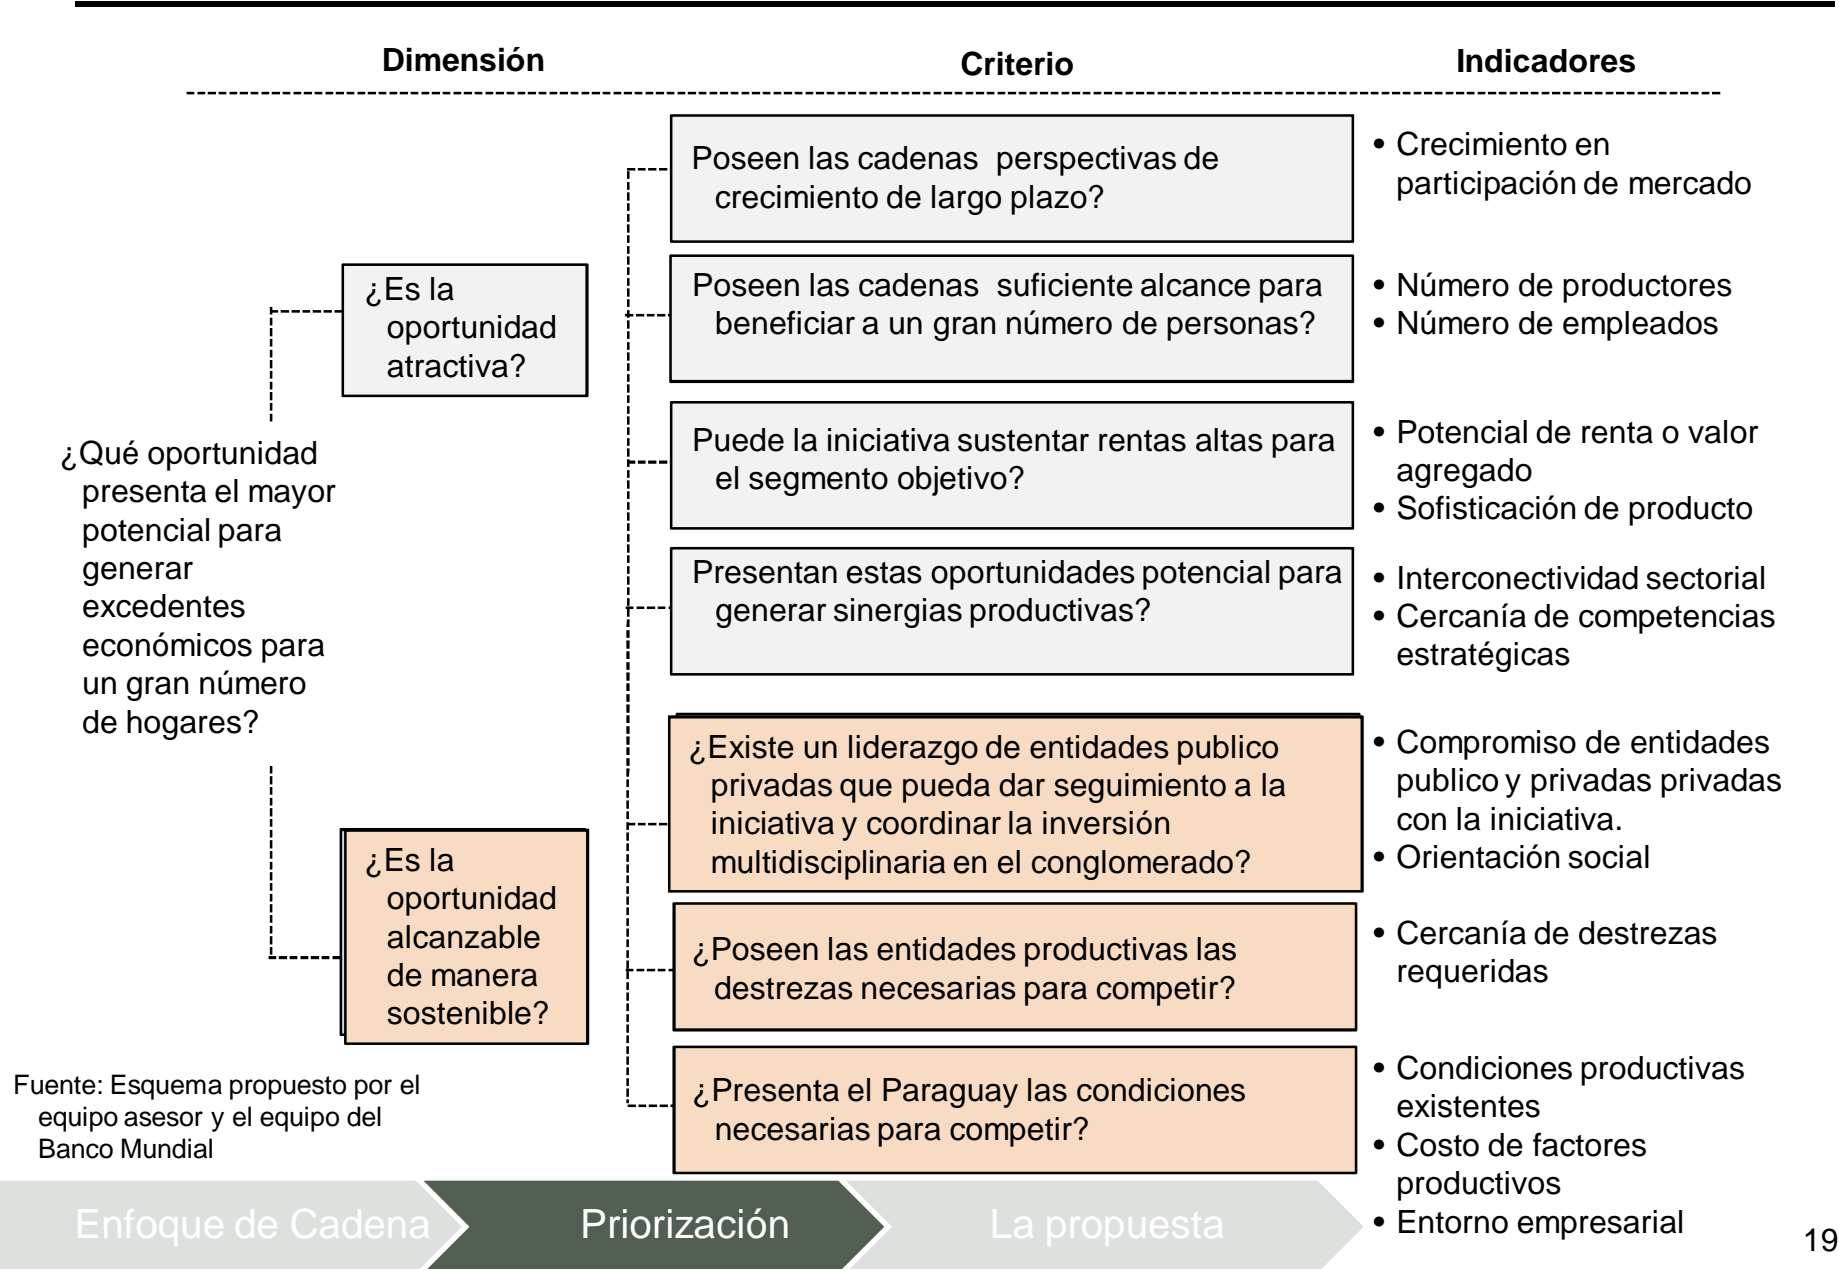 Dimensión
Criterio
Indicadores
¿Qué oportunidad
presenta el mayor
potencial para
generar
excedentes
económicos para
un gran número
de hogares?
¿Es la
oportunidad
atractiva?
Poseen las cadenas perspectivas de
crecimiento de largo plazo?
• Crecimiento en
participación de mercado
Poseen las cadenas suficiente alcance para
beneficiar a un gran número de personas?
• Número de productores
• Número de empleados
Puede la iniciativa sustentar rentas altas para
el segmento objetivo?
• Potencial de renta o valor
agregado
• Sofisticación de producto
Presentan estas oportunidades potencial para
generar sinergias productivas?
• Interconectividad sectorial
• Cercanía de competencias
estratégicas
¿Es la
oportunidad
alcanzable
de manera
sostenible?
¿Existe un liderazgo de entidades publico
privadas que pueda dar seguimiento a la
iniciativa y coordinar la inversión
multidisciplinaria en el conglomerado?
• Compromiso de entidades
publico y privadas privadas
con la iniciativa.
• Orientación social
¿Poseen las entidades productivas las
destrezas necesarias para competir?
• Cercanía de destrezas
requeridas
¿Presenta el Paraguay las condiciones
necesarias para competir?
• Condiciones productivas
existentes
• Costo de factores
productivos
• Entorno empresarial
Fuente: Esquema propuesto por el
equipo asesor y el equipo del
Banco Mundial
Enfoque de Cadena
Priorización
La propuesta
19